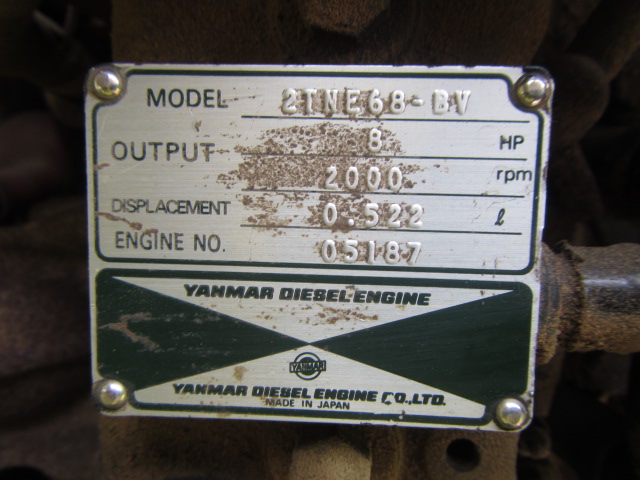 MODEL 2TNE68-BV
OUTPUT 8 HP
2000 rpm
DISPLACEMENT 0.522 ℓ
ENGINE NO. 05187
YANMAR DIESEL ENGINE
YANMAR
YANMAR DIESEL ENGINE CO.,LTD.
MADE IN JAPAN